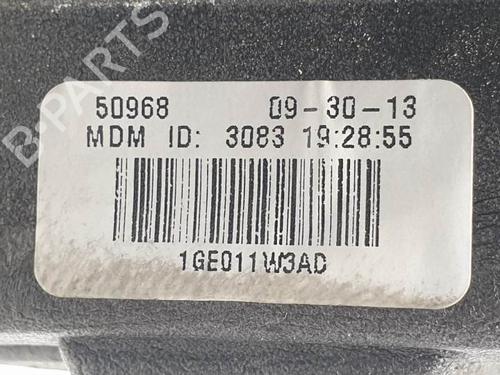 B-PARTS
50968 09-30-13
MDM ID: 3083 19:28:55
1GE011W3AD